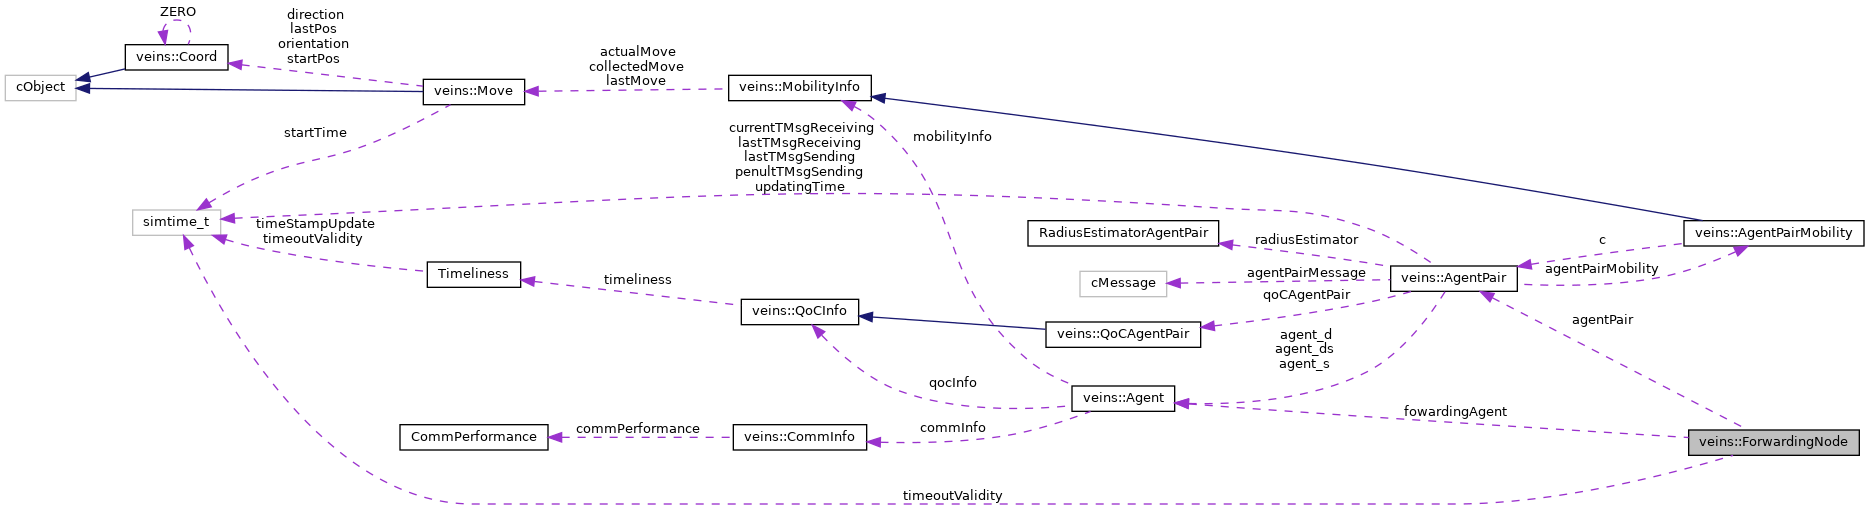 ZERO
direction
lastPos
orientation
startPos
veins::Coord
cObject
veins::Move
actualMove
collectedMove
lastMove
veins::MobilityInfo
startTime
currentTMsgReceiving
lastTMsgReceiving
lastTMsgSending
penultTMsgSending
updatingTime
mobilityInfo
simtime_t
timeStampUpdate
timeoutValidity
Timeliness
timeliness
veins::QoCInfo
RadiusEstimatorAgentPair
radiusEstimator
cMessage
agentPairMessage
qoCAgentPair
veins::QoCAgentPair
veins::AgentPair
c
agentPairMobility
veins::AgentPairMobility
agentPair
agent_d
agent_ds
agent_s
qocInfo
veins::Agent
fowardingAgent
commInfo
CommPerformance
commPerformance
veins::CommInfo
veins::ForwardingNode
timeoutValidity